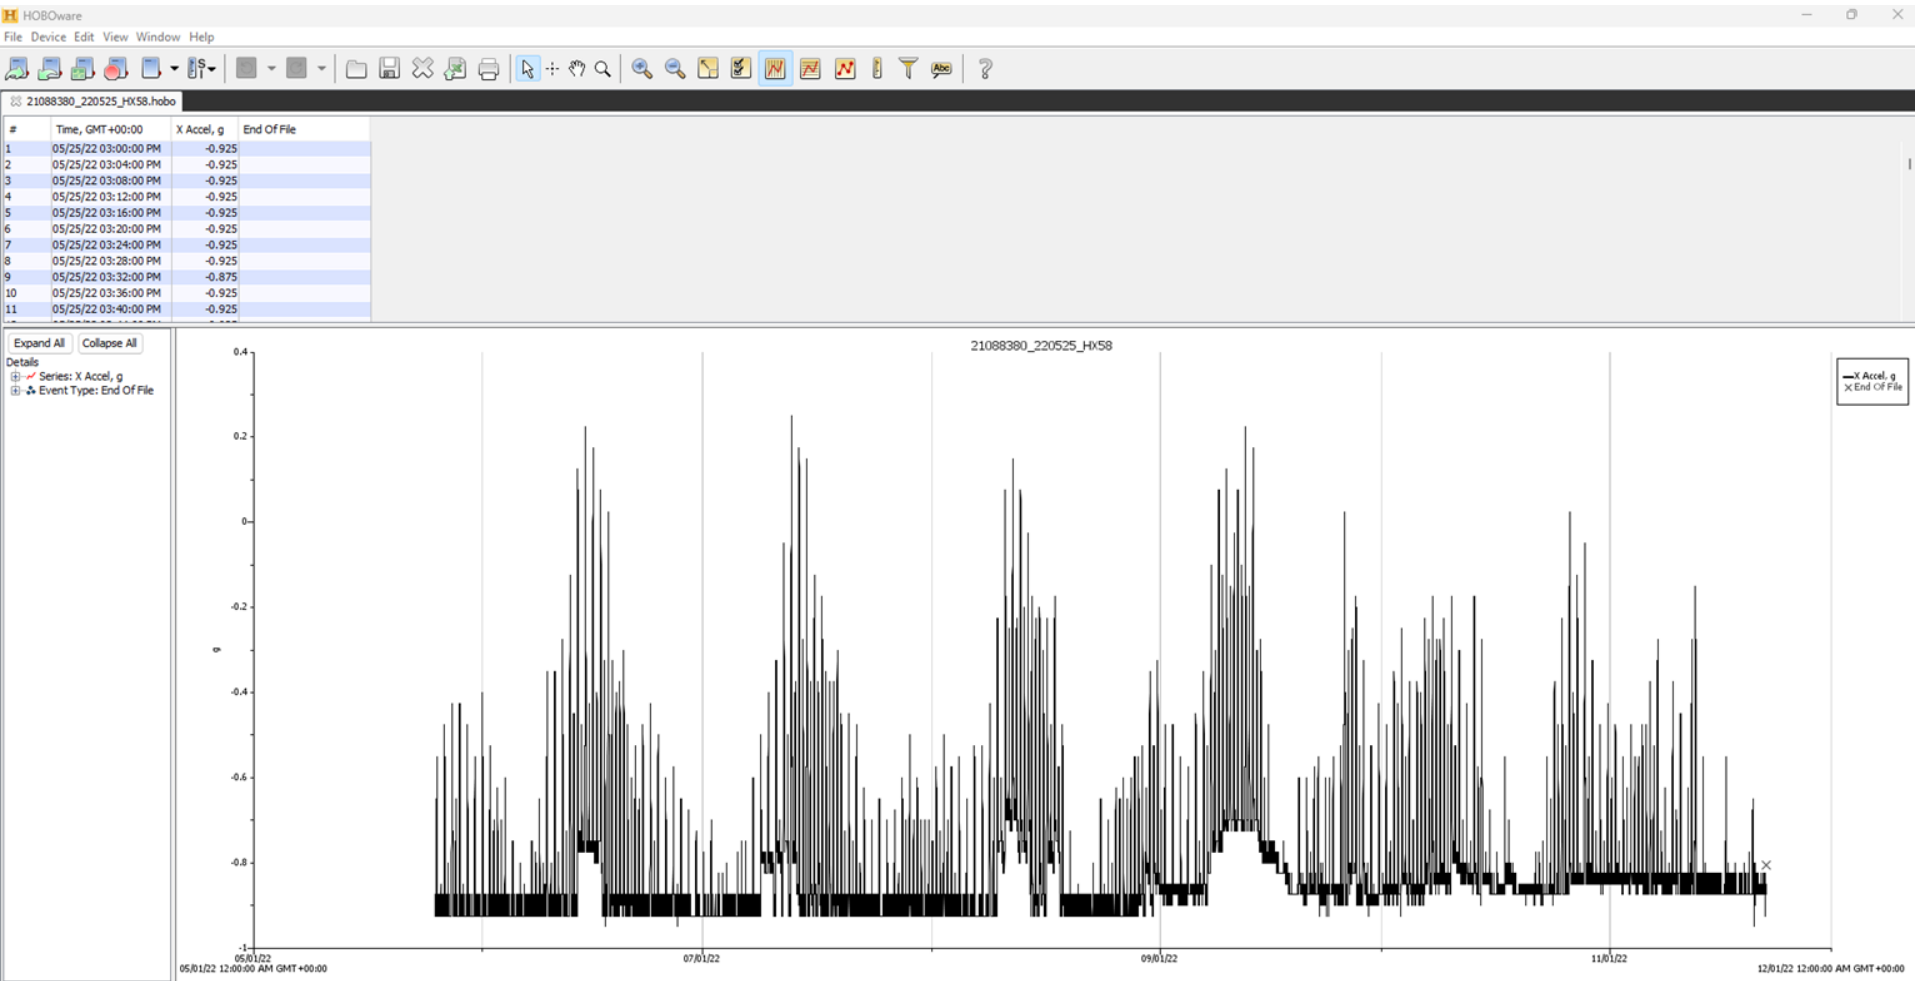 HOBOware
File Device Edit View Window Help
21088380_220525_HX58.hobo
# Time, GMT+00:00 X Accel, g End Of File
1 05/25/22 03:00:00 PM -0.925
2 05/25/22 03:04:00 PM -0.925
3 05/25/22 03:08:00 PM -0.925
4 05/25/22 03:12:00 PM -0.925
5 05/25/22 03:16:00 PM -0.925
6 05/25/22 03:20:00 PM -0.925
7 05/25/22 03:24:00 PM -0.925
8 05/25/22 03:28:00 PM -0.925
9 05/25/22 03:32:00 PM -0.875
10 05/25/22 03:36:00 PM -0.925
11 05/25/22 03:40:00 PM -0.925
Expand All Collapse All
Details
Series: X Accel, g
Event Type: End Of File
21088380_220525_HX58
X Accel, g
End Of File
0.4
0.2
0
-0.2
-0.4
-0.6
-0.8
-1
g
05/01/22 07/01/22 09/01/22 11/01/22
05/01/22 12:00:00 AM GMT+00:00 12/01/22 12:00:00 AM GMT+00:00